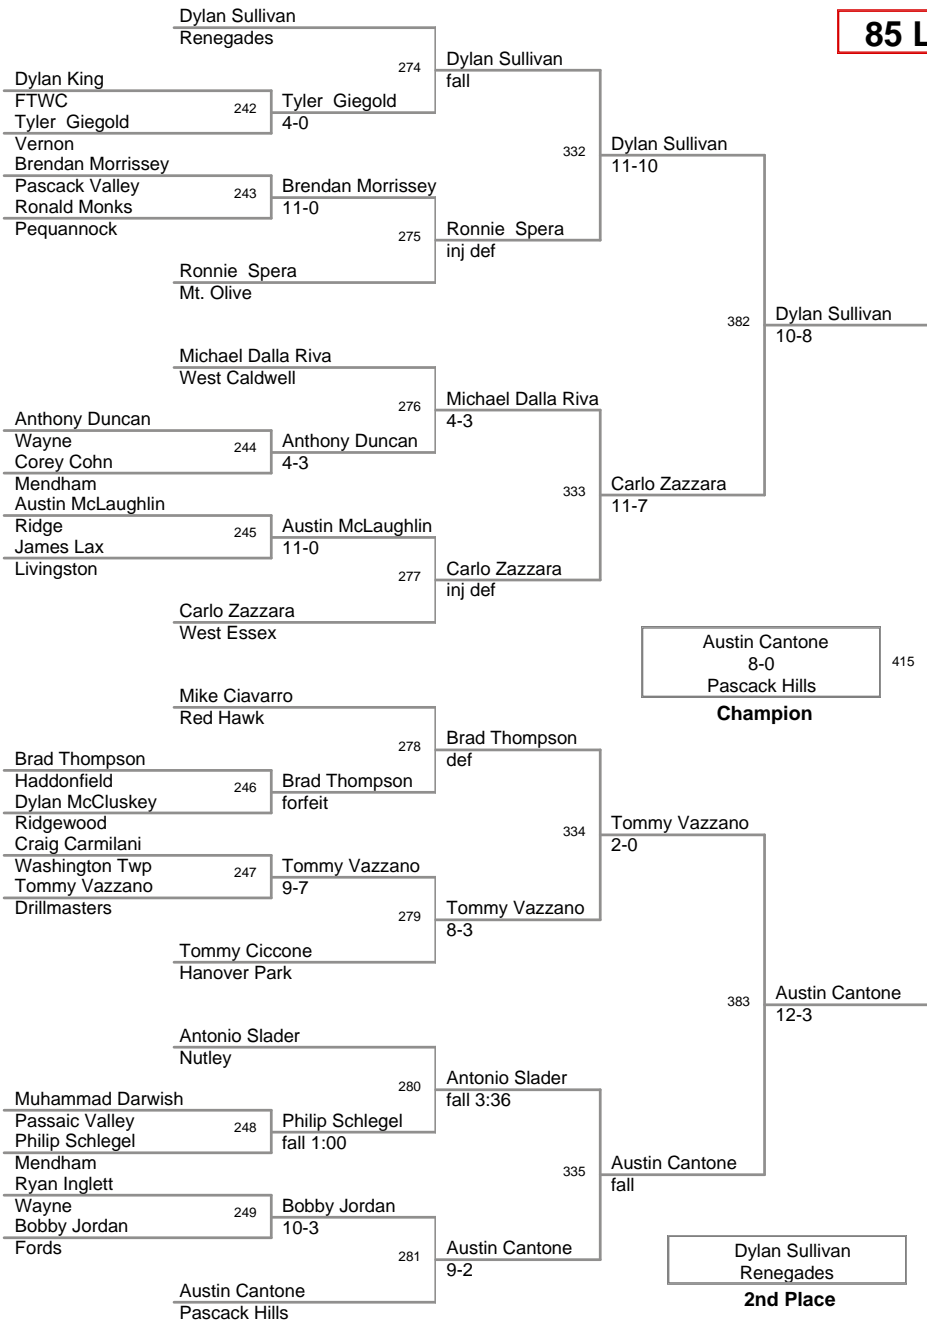 Dylan Sullivan
Renegades
85 L
274
Dylan Sullivan
fall
Dylan King
FTWC
242
Tyler Giegold
4-0
Tyler Giegold
Vernon
332
Dylan Sullivan
11-10
Brendan Morrissey
Pascack Valley
243
Brendan Morrissey
11-0
Ronald Monks
Pequannock
275
Ronnie Spera
inj def
Ronnie Spera
Mt. Olive
382
Dylan Sullivan
10-8
Michael Dalla Riva
West Caldwell
276
Michael Dalla Riva
4-3
Anthony Duncan
Wayne
244
Anthony Duncan
4-3
Corey Cohn
Mendham
333
Carlo Zazzara
11-7
Austin McLaughlin
Ridge
245
Austin McLaughlin
11-0
James Lax
Livingston
277
Carlo Zazzara
inj def
Carlo Zazzara
West Essex
Austin Cantone
8-0
Pascack Hills
415
Champion
Mike Ciavarro
Red Hawk
278
Brad Thompson
def
Brad Thompson
Haddonfield
246
Brad Thompson
forfeit
Dylan McCluskey
Ridgewood
334
Tommy Vazzano
2-0
Craig Carmilani
Washington Twp
247
Tommy Vazzano
9-7
Tommy Vazzano
Drillmasters
279
Tommy Vazzano
8-3
Tommy Ciccone
Hanover Park
383
Austin Cantone
12-3
Antonio Slader
Nutley
280
Antonio Slader
fall 3:36
Muhammad Darwish
Passaic Valley
248
Philip Schlegel
fall 1:00
Philip Schlegel
Mendham
335
Austin Cantone
fall
Ryan Inglett
Wayne
249
Bobby Jordan
10-3
Bobby Jordan
Fords
281
Austin Cantone
9-2
Austin Cantone
Pascack Hills
Dylan Sullivan
Renegades
2nd Place